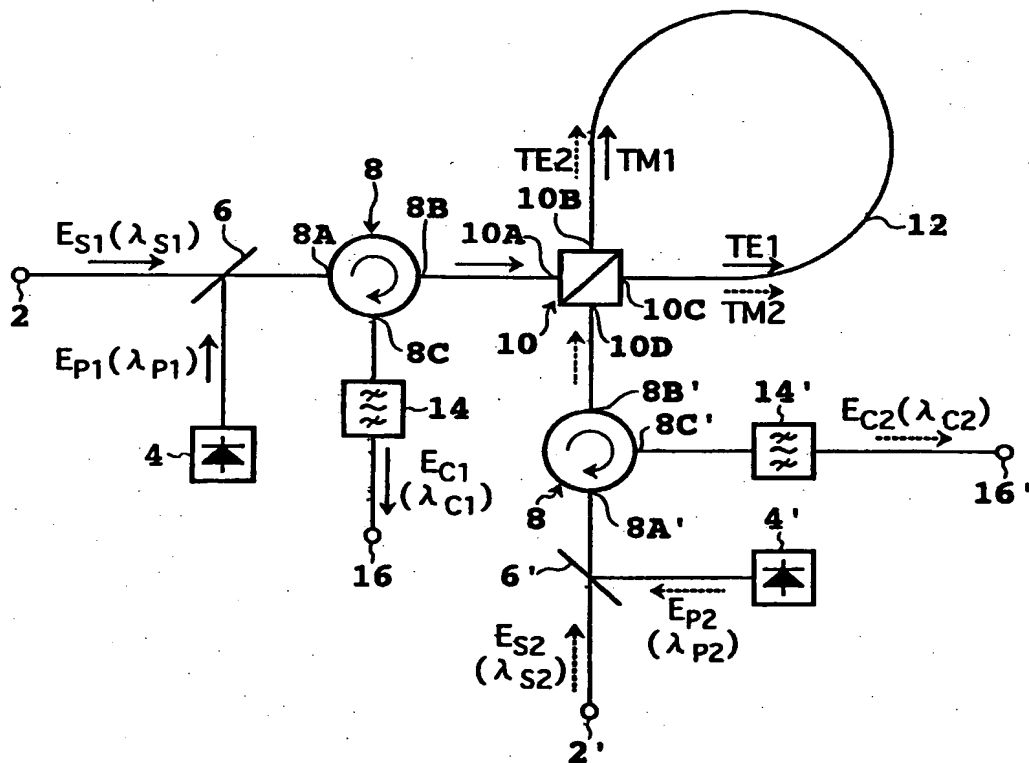 TE2
TM1
8
10B
6
8B
12
E_S1(λ_S1)
8A
10A
TE1
2
10C
TM2
10
10D
8C
E_P1(λ_P1)
8B'
14'
14
8C'
E_C2(λ_C2)
4
E_C1
(λ_C1)
16'
8
8A'
4'
16
6'
E_P2
(λ_P2)
E_S2
(λ_S2)
2'